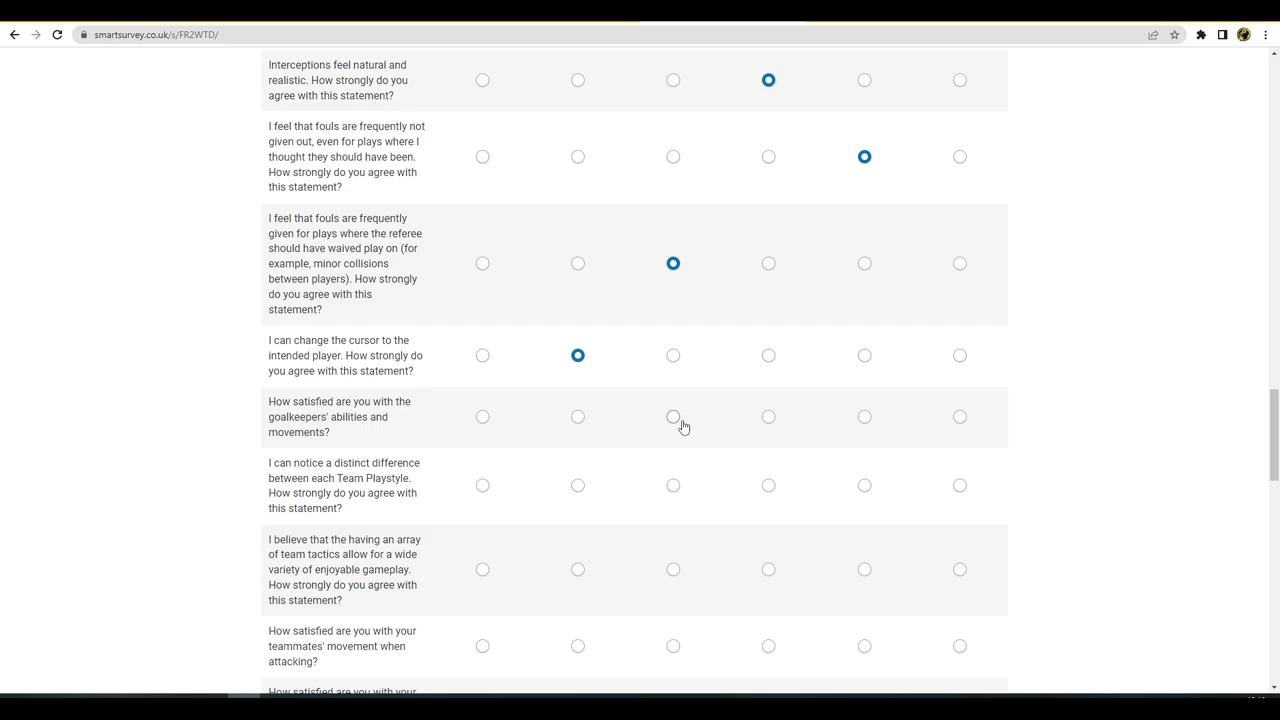 smartsurvey.co.uk/s/FR2WTD/
Interceptions feel natural and
realistic. How strongly do you
agree with this statement?
I feel that fouls are frequently not
given out, even for plays where I
thought they should have been.
How strongly do you agree with
this statement?
I feel that fouls are frequently
given for plays where the referee
should have waived play on (for
example, minor collisions
between players). How strongly
do you agree with this
statement?
I can change the cursor to the
intended player. How strongly do
you agree with this statement?
How satisfied are you with the
goalkeepers' abilities and
movements?
I can notice a distinct difference
between each Team Playstyle.
How strongly do you agree with
this statement?
I believe that the having an array
of team tactics allow for a wide
variety of enjoyable gameplay.
How strongly do you agree with
this statement?
How satisfied are you with your
teammates' movement when
attacking?
How satisfied are you with your